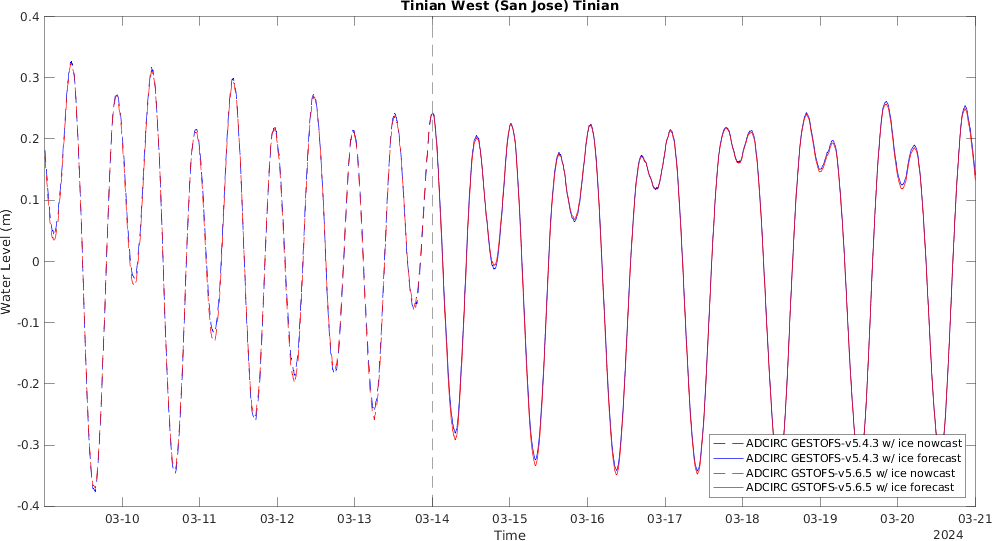 Tinian West (San Jose) Tinian
0.4
0.3
0.2
0.1
0
-0.1
-0.2
-0.3
-0.4
Water Level (m)
ADCIRC GESTOFS-v5.4.3 w/ ice nowcast
ADCIRC GESTOFS-v5.4.3 w/ ice forecast
ADCIRC GSTOFS-v5.6.5 w/ ice nowcast
ADCIRC GSTOFS-v5.6.5 w/ ice forecast
03-10 03-11 03-12 03-13 03-14 03-15 03-16 03-17 03-18 03-19 03-20 03-21
Time
2024